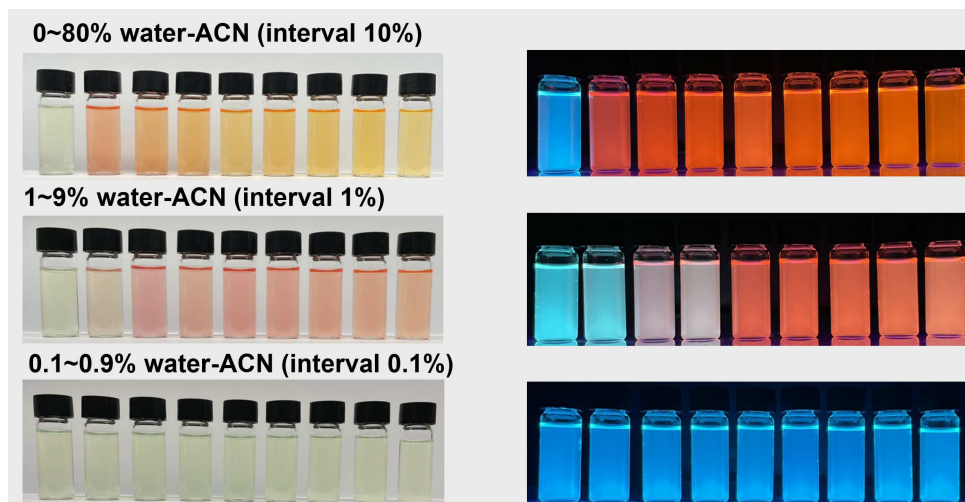 0~80% water-ACN (interval 10%)
1~9% water-ACN (interval 1%)
0.1~0.9% water-ACN (interval 0.1%)